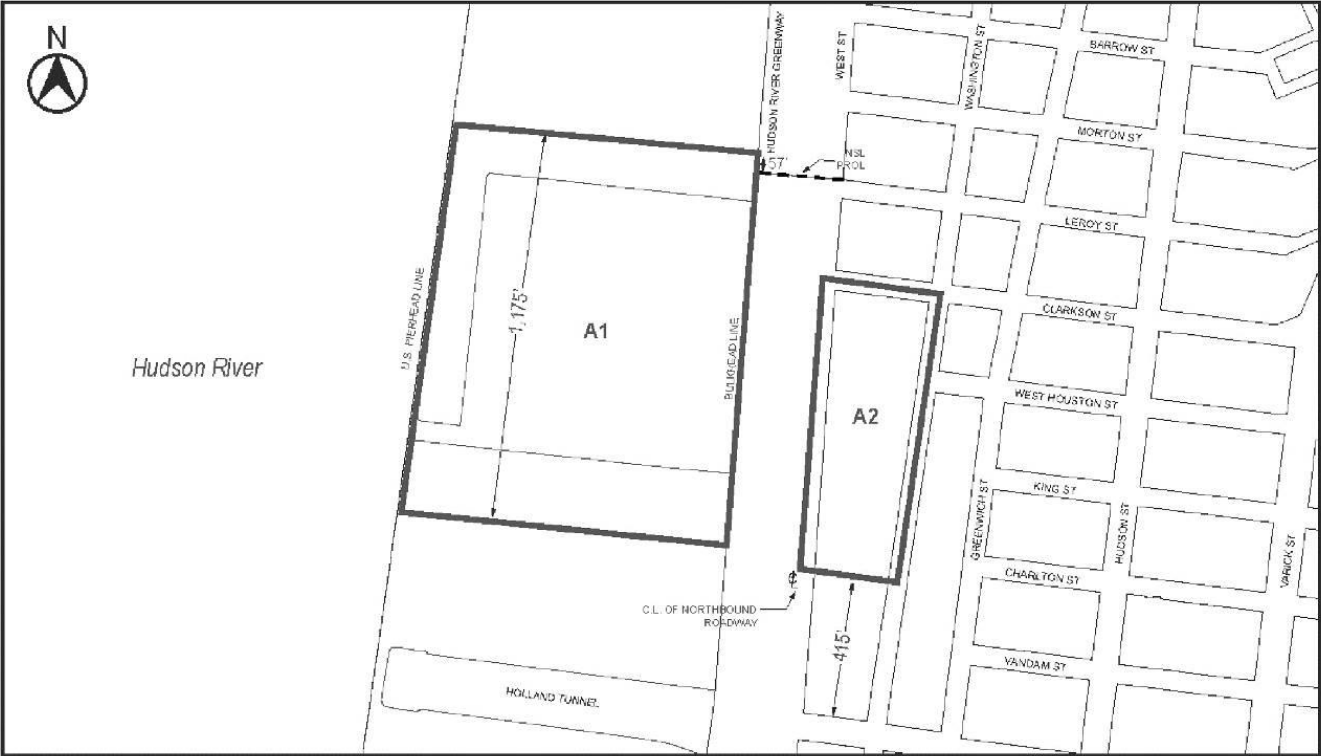 N
HUDSON RIVER GREENWAY
WEST ST
WASHINGTON ST
BARROW ST
MORTON ST
57'
NSL
PROL
LEROY ST
U.S. PIERHEAD LINE
1,175'
A1
BULKHEAD LINE
CLARKSON ST
Hudson River
A2
WEST HOUSTON ST
KING ST
GREENWICH ST
HUDSON ST
VARICK ST
CHARLTON ST
C.L. OF NORTHBOUND
ROADWAY
415'
VANDAM ST
HOLLAND TUNNEL